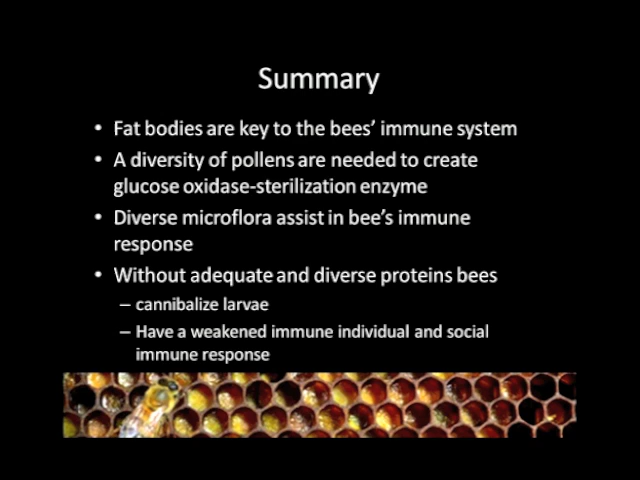 Summary
• Fat bodies are key to the bees' immune system
• A diversity of pollens are needed to create
glucose oxidase-sterilization enzyme
• Diverse microflora assist in bee's immune
response
• Without adequate and diverse proteins bees
– cannibalize larvae
– Have a weakened immune individual and social
immune response